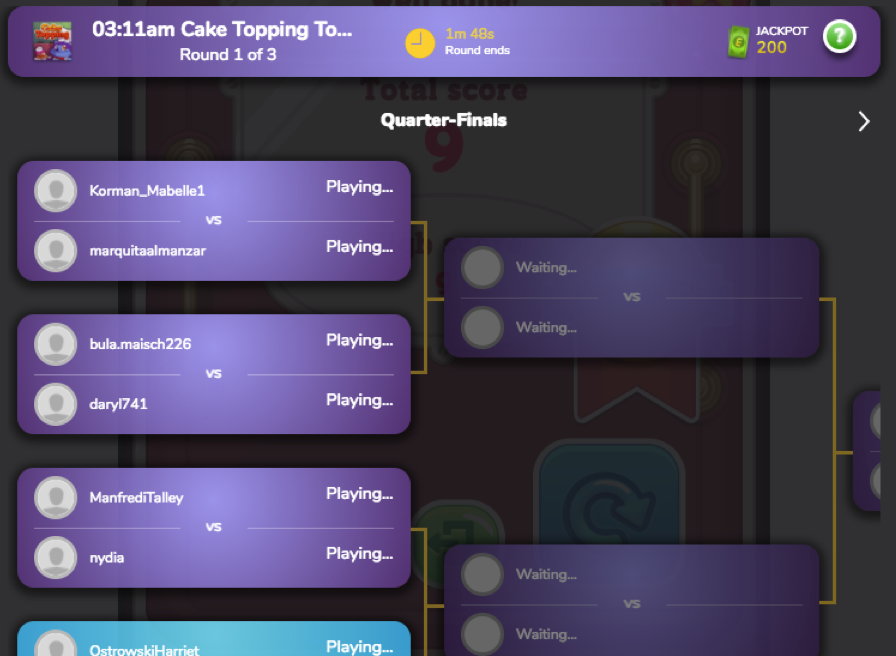 03:11am Cake Topping To...
Round 1 of 3
1m 48s
Round ends
JACKPOT
200
?
Total score
9
Quarter-Finals
Korman_Mabelle1
Playing...
vs
marquitaalmanzar
Playing...
Waiting...
vs
Waiting...
bula.maisch226
Playing...
vs
daryl741
Playing...
ManfrediTalley
Playing...
vs
nydia
Playing...
Waiting...
vs
Waiting...
OstrowskiHarriet
Playing...